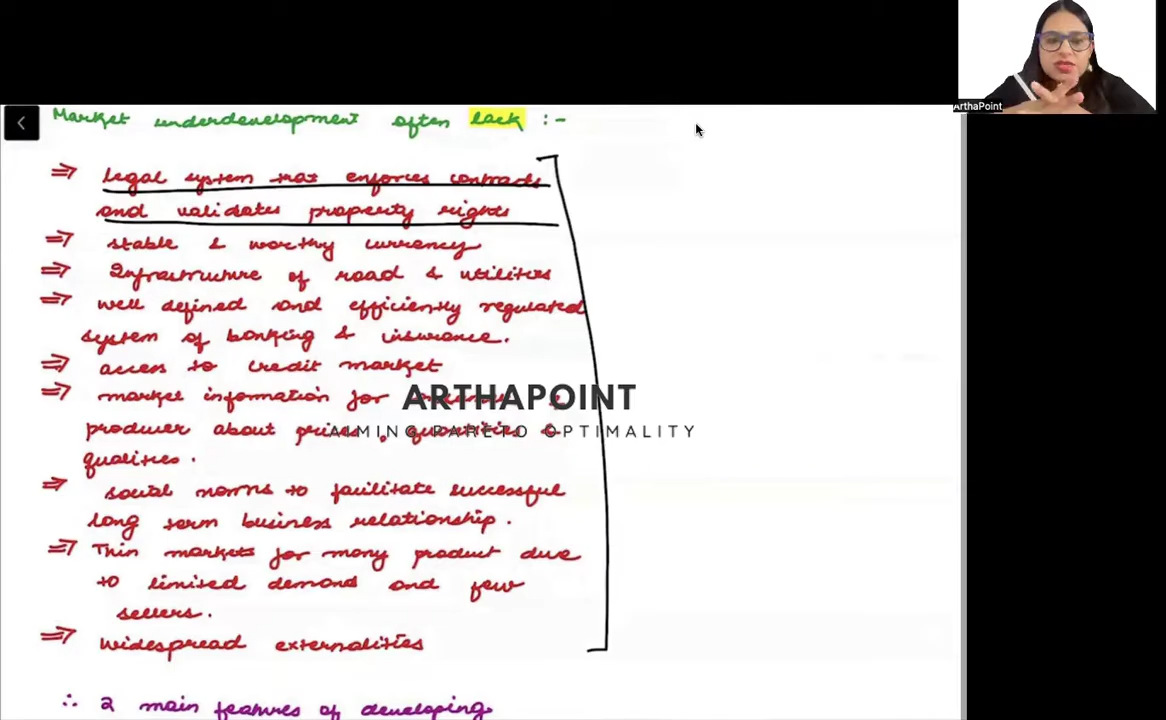 ArthaPoint
Market underdevelopment often lack :-
⇒ legal system that enforces contracts
and validates property rights
⇒ stable & worthy currency
⇒ Infrastructure of road & utilities
⇒ well defined and efficiently regulated
system of banking & insurance.
⇒ access to credit market
⇒ market information for
ARTHAPOINT
producer about prices, quantities &
AIMING PARETO OPTIMALITY
qualities.
⇒ social norms to facilitate successful
long term business relationship.
⇒ Thin markets for many product due
to limited demand and few
sellers.
⇒ widespread externalities
∴ 2 main features of developing